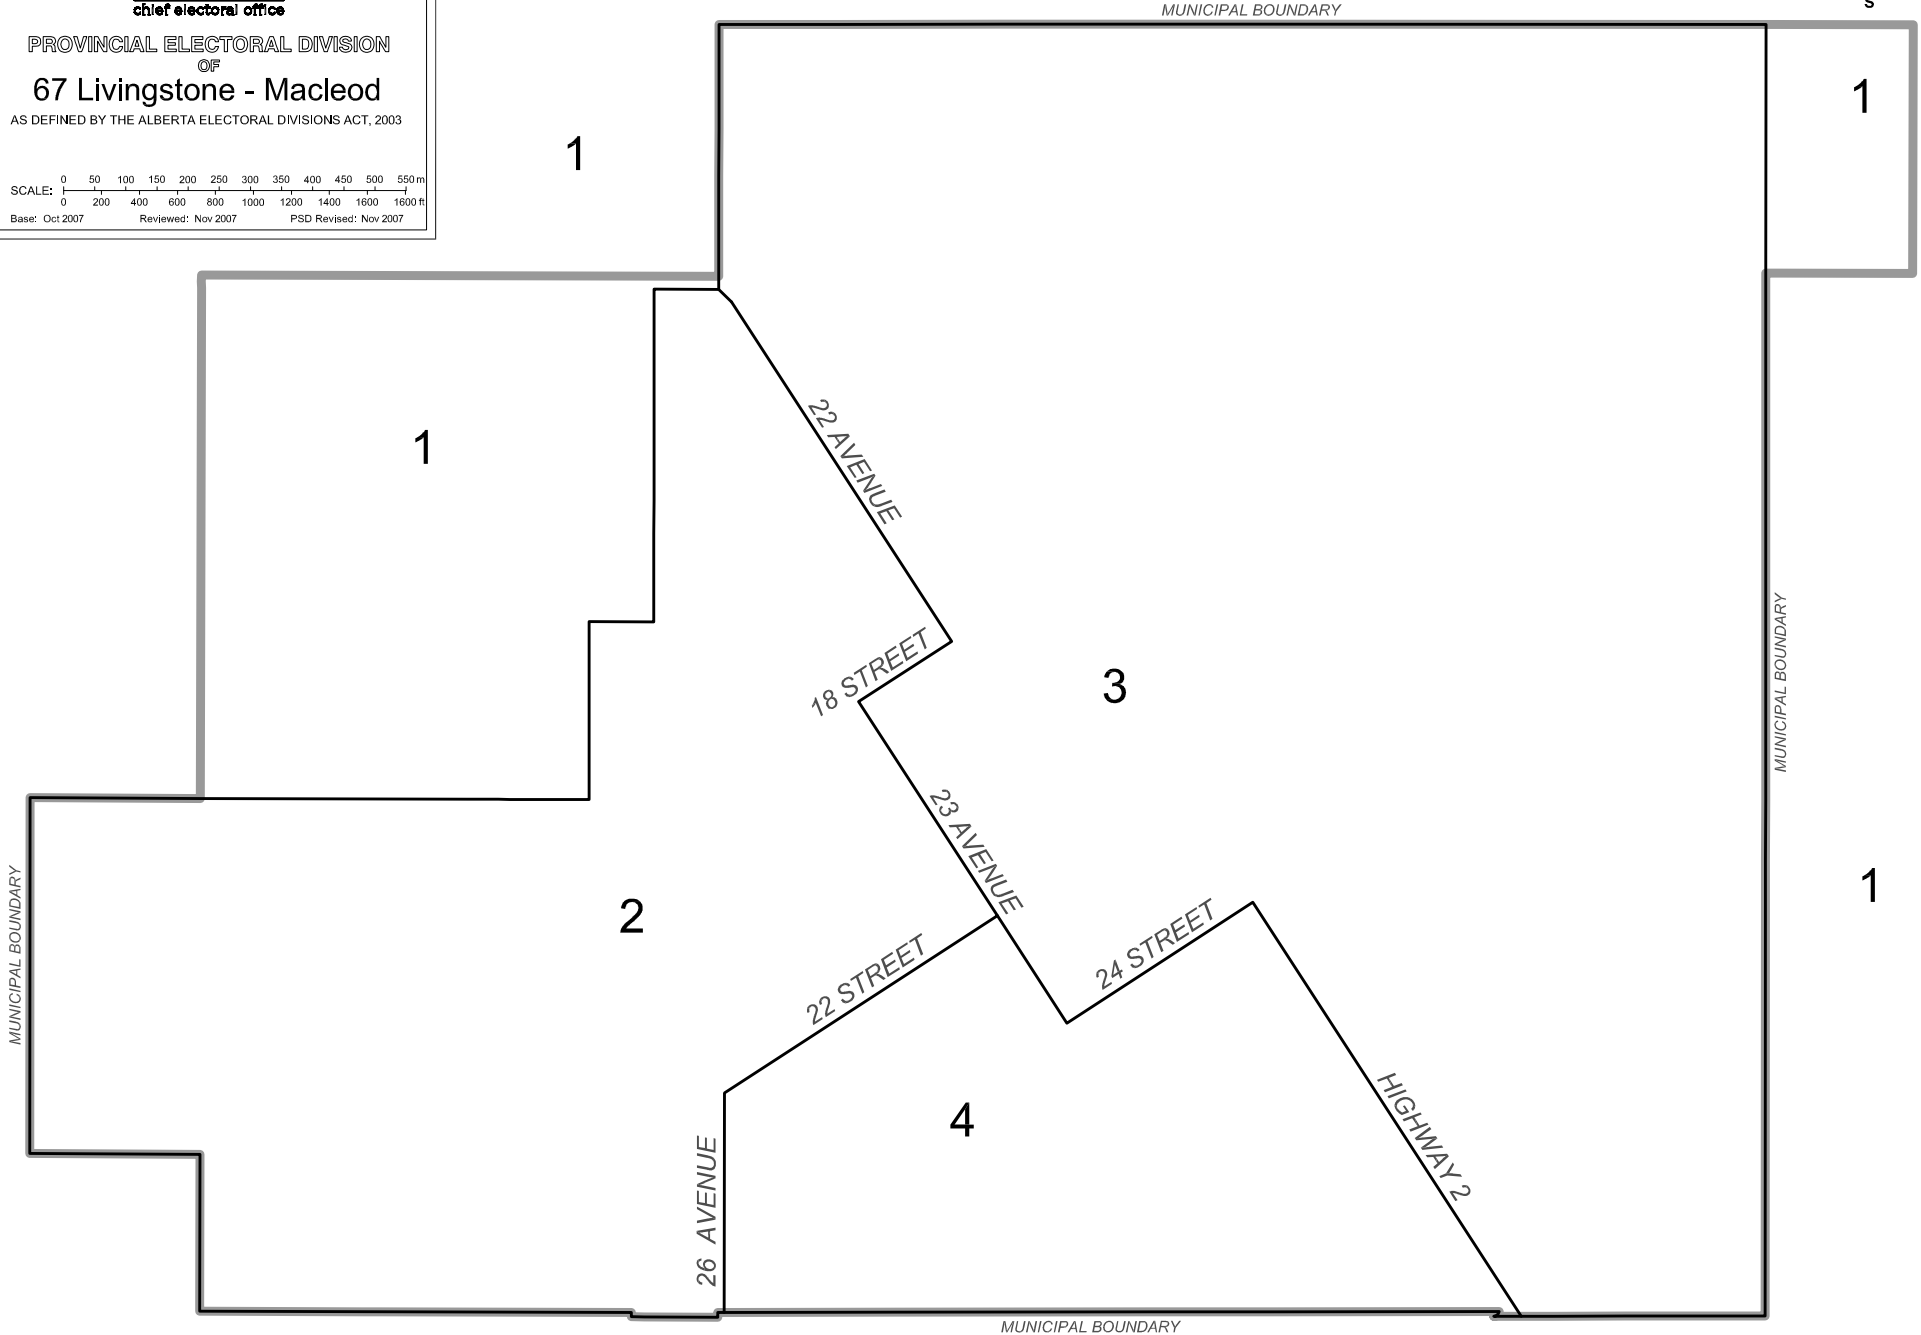 chief electoral office
PROVINCIAL ELECTORAL DIVISION
OF
67 Livingstone - Macleod
AS DEFINED BY THE ALBERTA ELECTORAL DIVISIONS ACT, 2003
SCALE:
0 50 100 150 200 250 300 350 400 450 500 550 m
0 200 400 600 800 1000 1200 1400 1600 1600 ft
Base: Oct 2007 Reviewed: Nov 2007 PSD Revised: Nov 2007
MUNICIPAL BOUNDARY
S
1
1
1
22 AVENUE
18 STREET
3
MUNICIPAL BOUNDARY
23 AVENUE
1
2
24 STREET
22 STREET
MUNICIPAL BOUNDARY
4
HIGHWAY 2
26 AVENUE
MUNICIPAL BOUNDARY